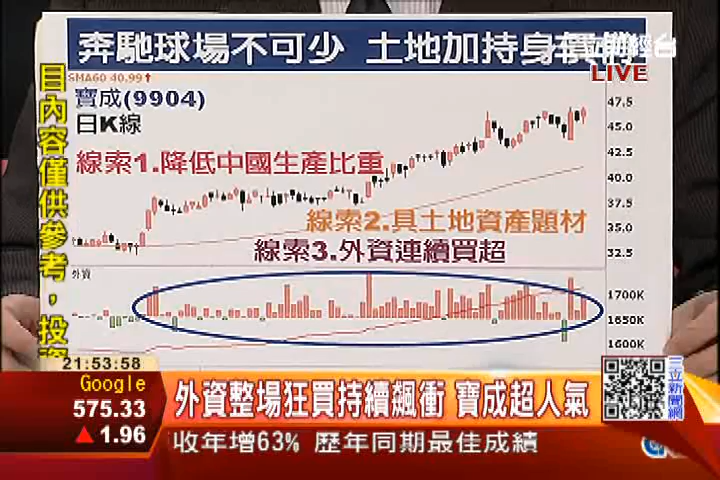 奔馳球場不可少 土地加持身
LIVE
SMA60 40.99↑
寶成(9904)
日K線
線索1.降低中國生產比重
線索2.具土地資產題材
線索3.外資連續買超
47.5
45.0
42.5
40.0
37.5
35.0
32.5
外資
1700K
1650K
1600K
目內容僅供參考，投資
21:53:58
Google
575.33
▲1.96
外資整場狂買持續飆衝 寶成超人氣
收年增63% 歷年同期最佳成績
三立新聞網